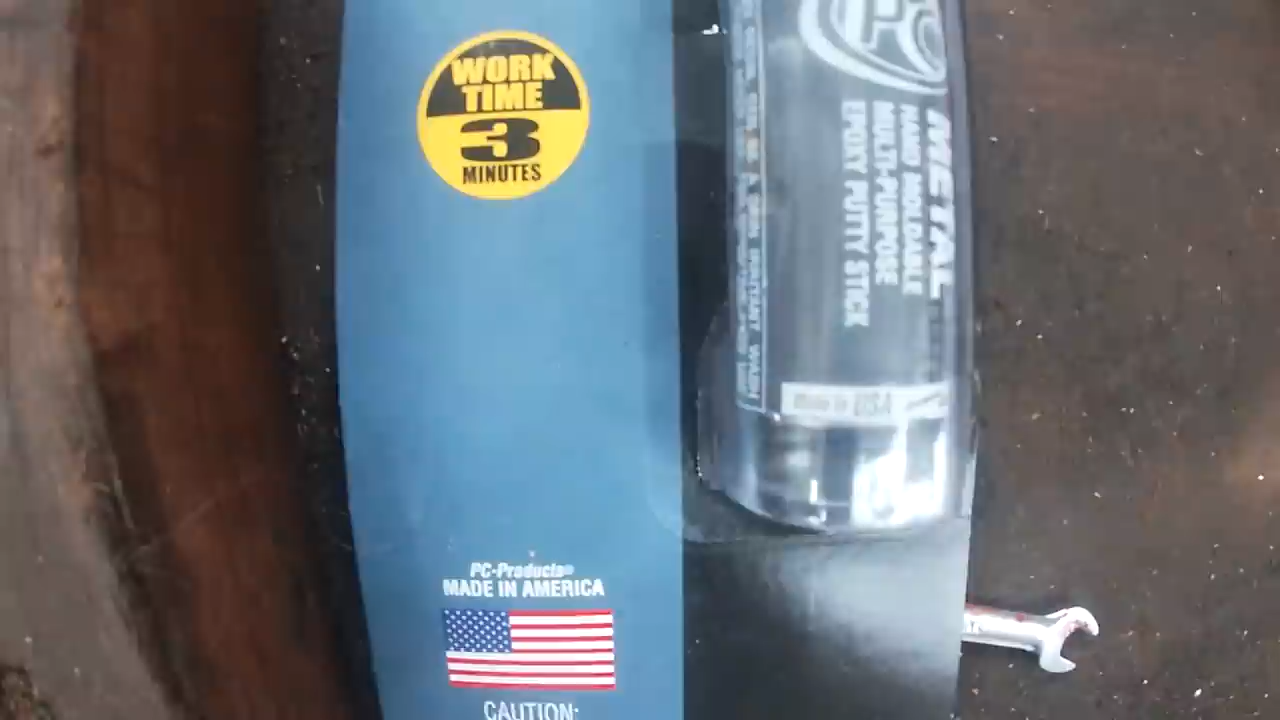 WORK
TIME
3
MINUTES
PC-Products®
MADE IN AMERICA
CAUTION:
PC
METAL
HAND MOLDABLE
MULTI-PURPOSE
EPOXY PUTTY STICK
Made in USA